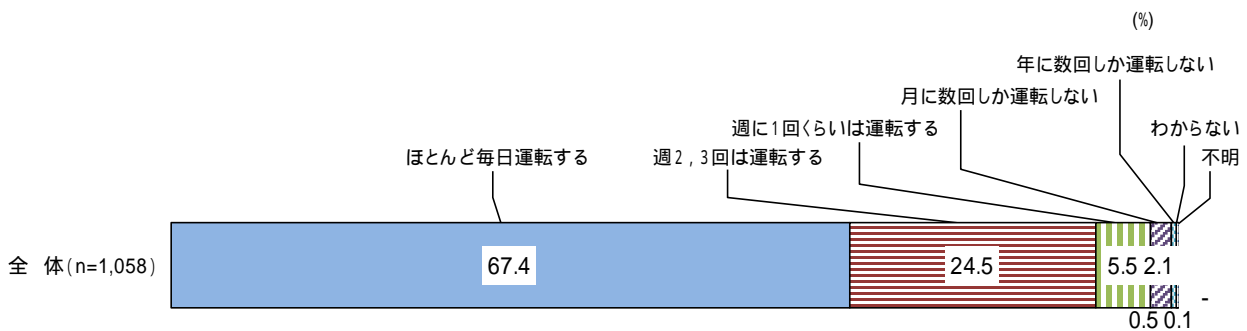 (%)
年に数回しか運転しない
月に数回しか運転しない
週に1回くらいは運転する
わからない
ほとんど毎日運転する
週2,3回は運転する
不明
全 体(n=1,058)
67.4
24.5
5.5
2.1
-
0.5
0.1